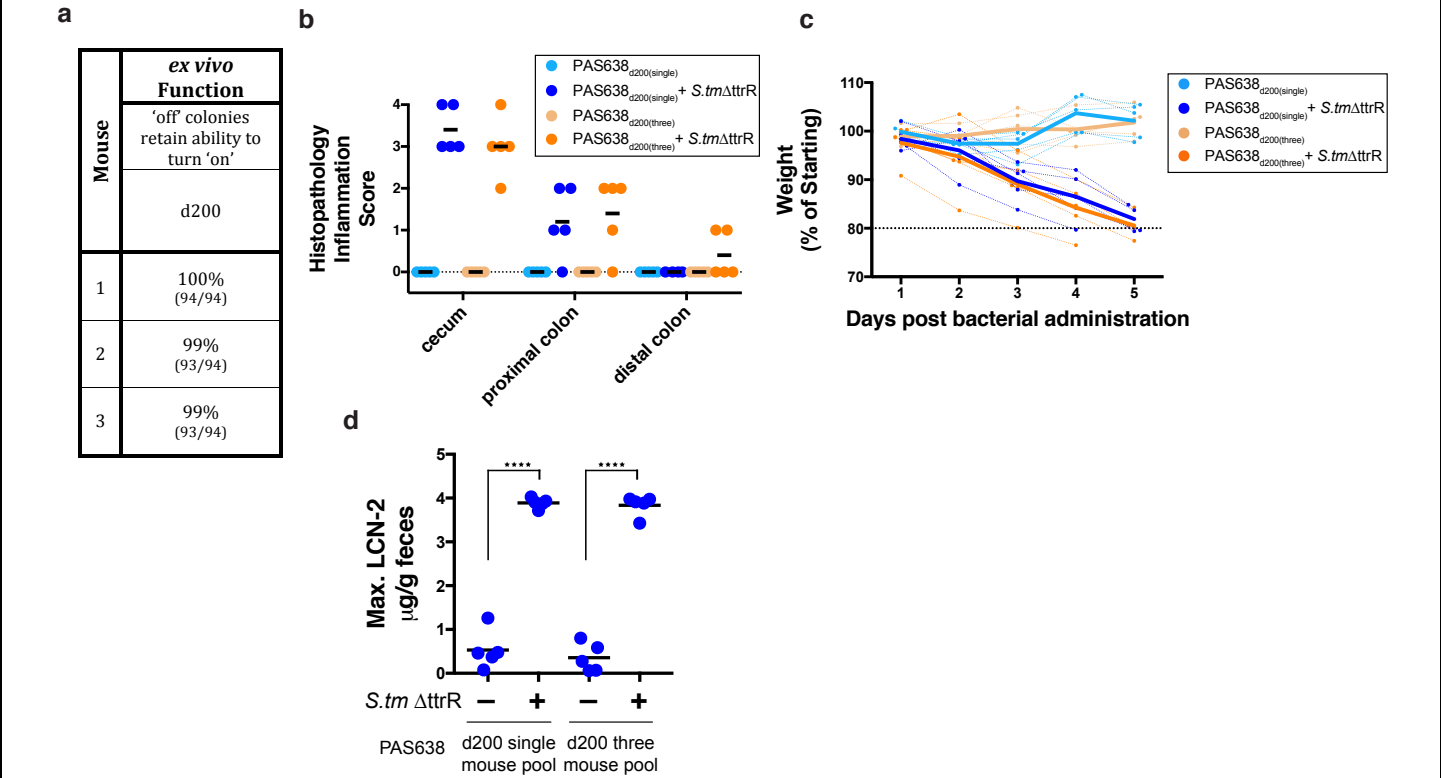 a
Mouse
ex vivo
Function
‘off’ colonies
retain ability to
turn ‘on’
d200
1
100%
(94/94)
2
99%
(93/94)
3
99%
(93/94)
b
Histopathology
Inflammation
Score
4
3
2
1
0
cecum
proximal colon
distal colon
PAS638d200(single)
PAS638d200(single)+ S.tmΔttrR
PAS638d200(three)
PAS638d200(three) + S.tmΔttrR
c
Weight
(% of Starting)
110
100
90
80
70
1 2 3 4 5
Days post bacterial administration
PAS638d200(single)
PAS638d200(single)+ S.tmΔttrR
PAS638d200(three)
PAS638d200(three)+ S.tmΔttrR
d
Max. LCN-2
μg/g feces
5
4
3
2
1
0
**** ****
S.tm ΔttrR − + − +
PAS638 d200 single d200 three
mouse pool mouse pool